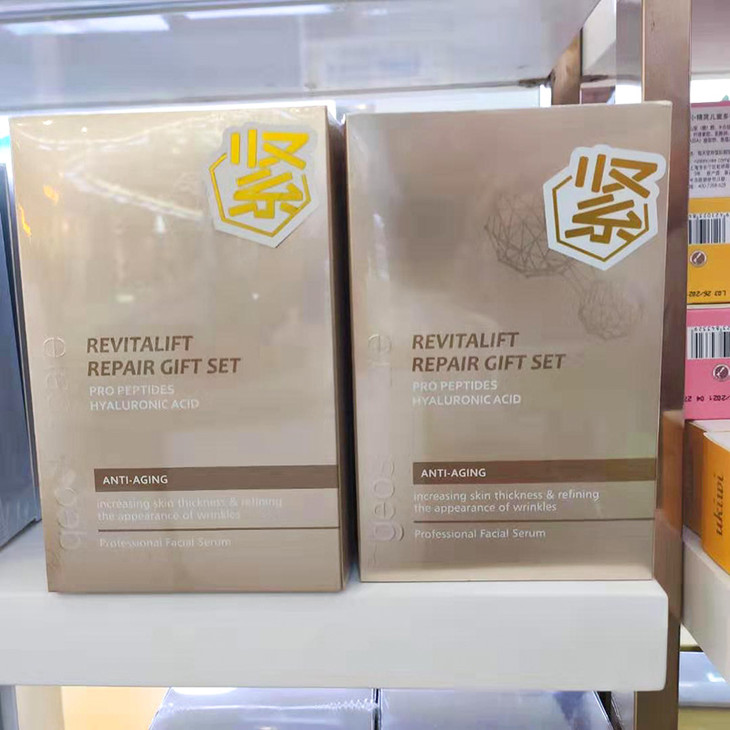 紧
REVITALIFT
REPAIR GIFT SET
PRO PEPTIDES
HYALURONIC ACID
ANTI-AGING
increasing skin thickness & refining
the appearance of wrinkles
Professional Facial Serum
紧
REVITALIFT
REPAIR GIFT SET
PRO PEPTIDES
HYALURONIC ACID
ANTI-AGING
increasing skin thickness & refining
the appearance of wrinkles
Professional Facial Serum
ukiwi